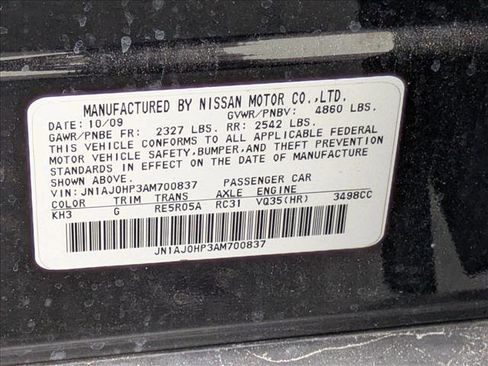 MANUFACTURED BY NISSAN MOTOR CO.,LTD.
DATE: 10/09 GVWR/PNBV: 4860 LBS.
GAWR/PNBE FR: 2327 LBS. RR: 2542 LBS.
THIS VEHICLE CONFORMS TO ALL APPLICABLE FEDERAL
MOTOR VEHICLE SAFETY,BUMPER,AND THEFT PREVENTION
STANDARDS IN EFFECT ON THE DATE OF MANUFACTURE
SHOWN ABOVE.
VIN:JN1AJ0HP3AM700837 PASSENGER CAR
COLOR TRIM TRANS AXLE ENGINE
KH3 G RE5R05A RC31 VQ35(HR) 3498CC
JN1AJ0HP3AM700837